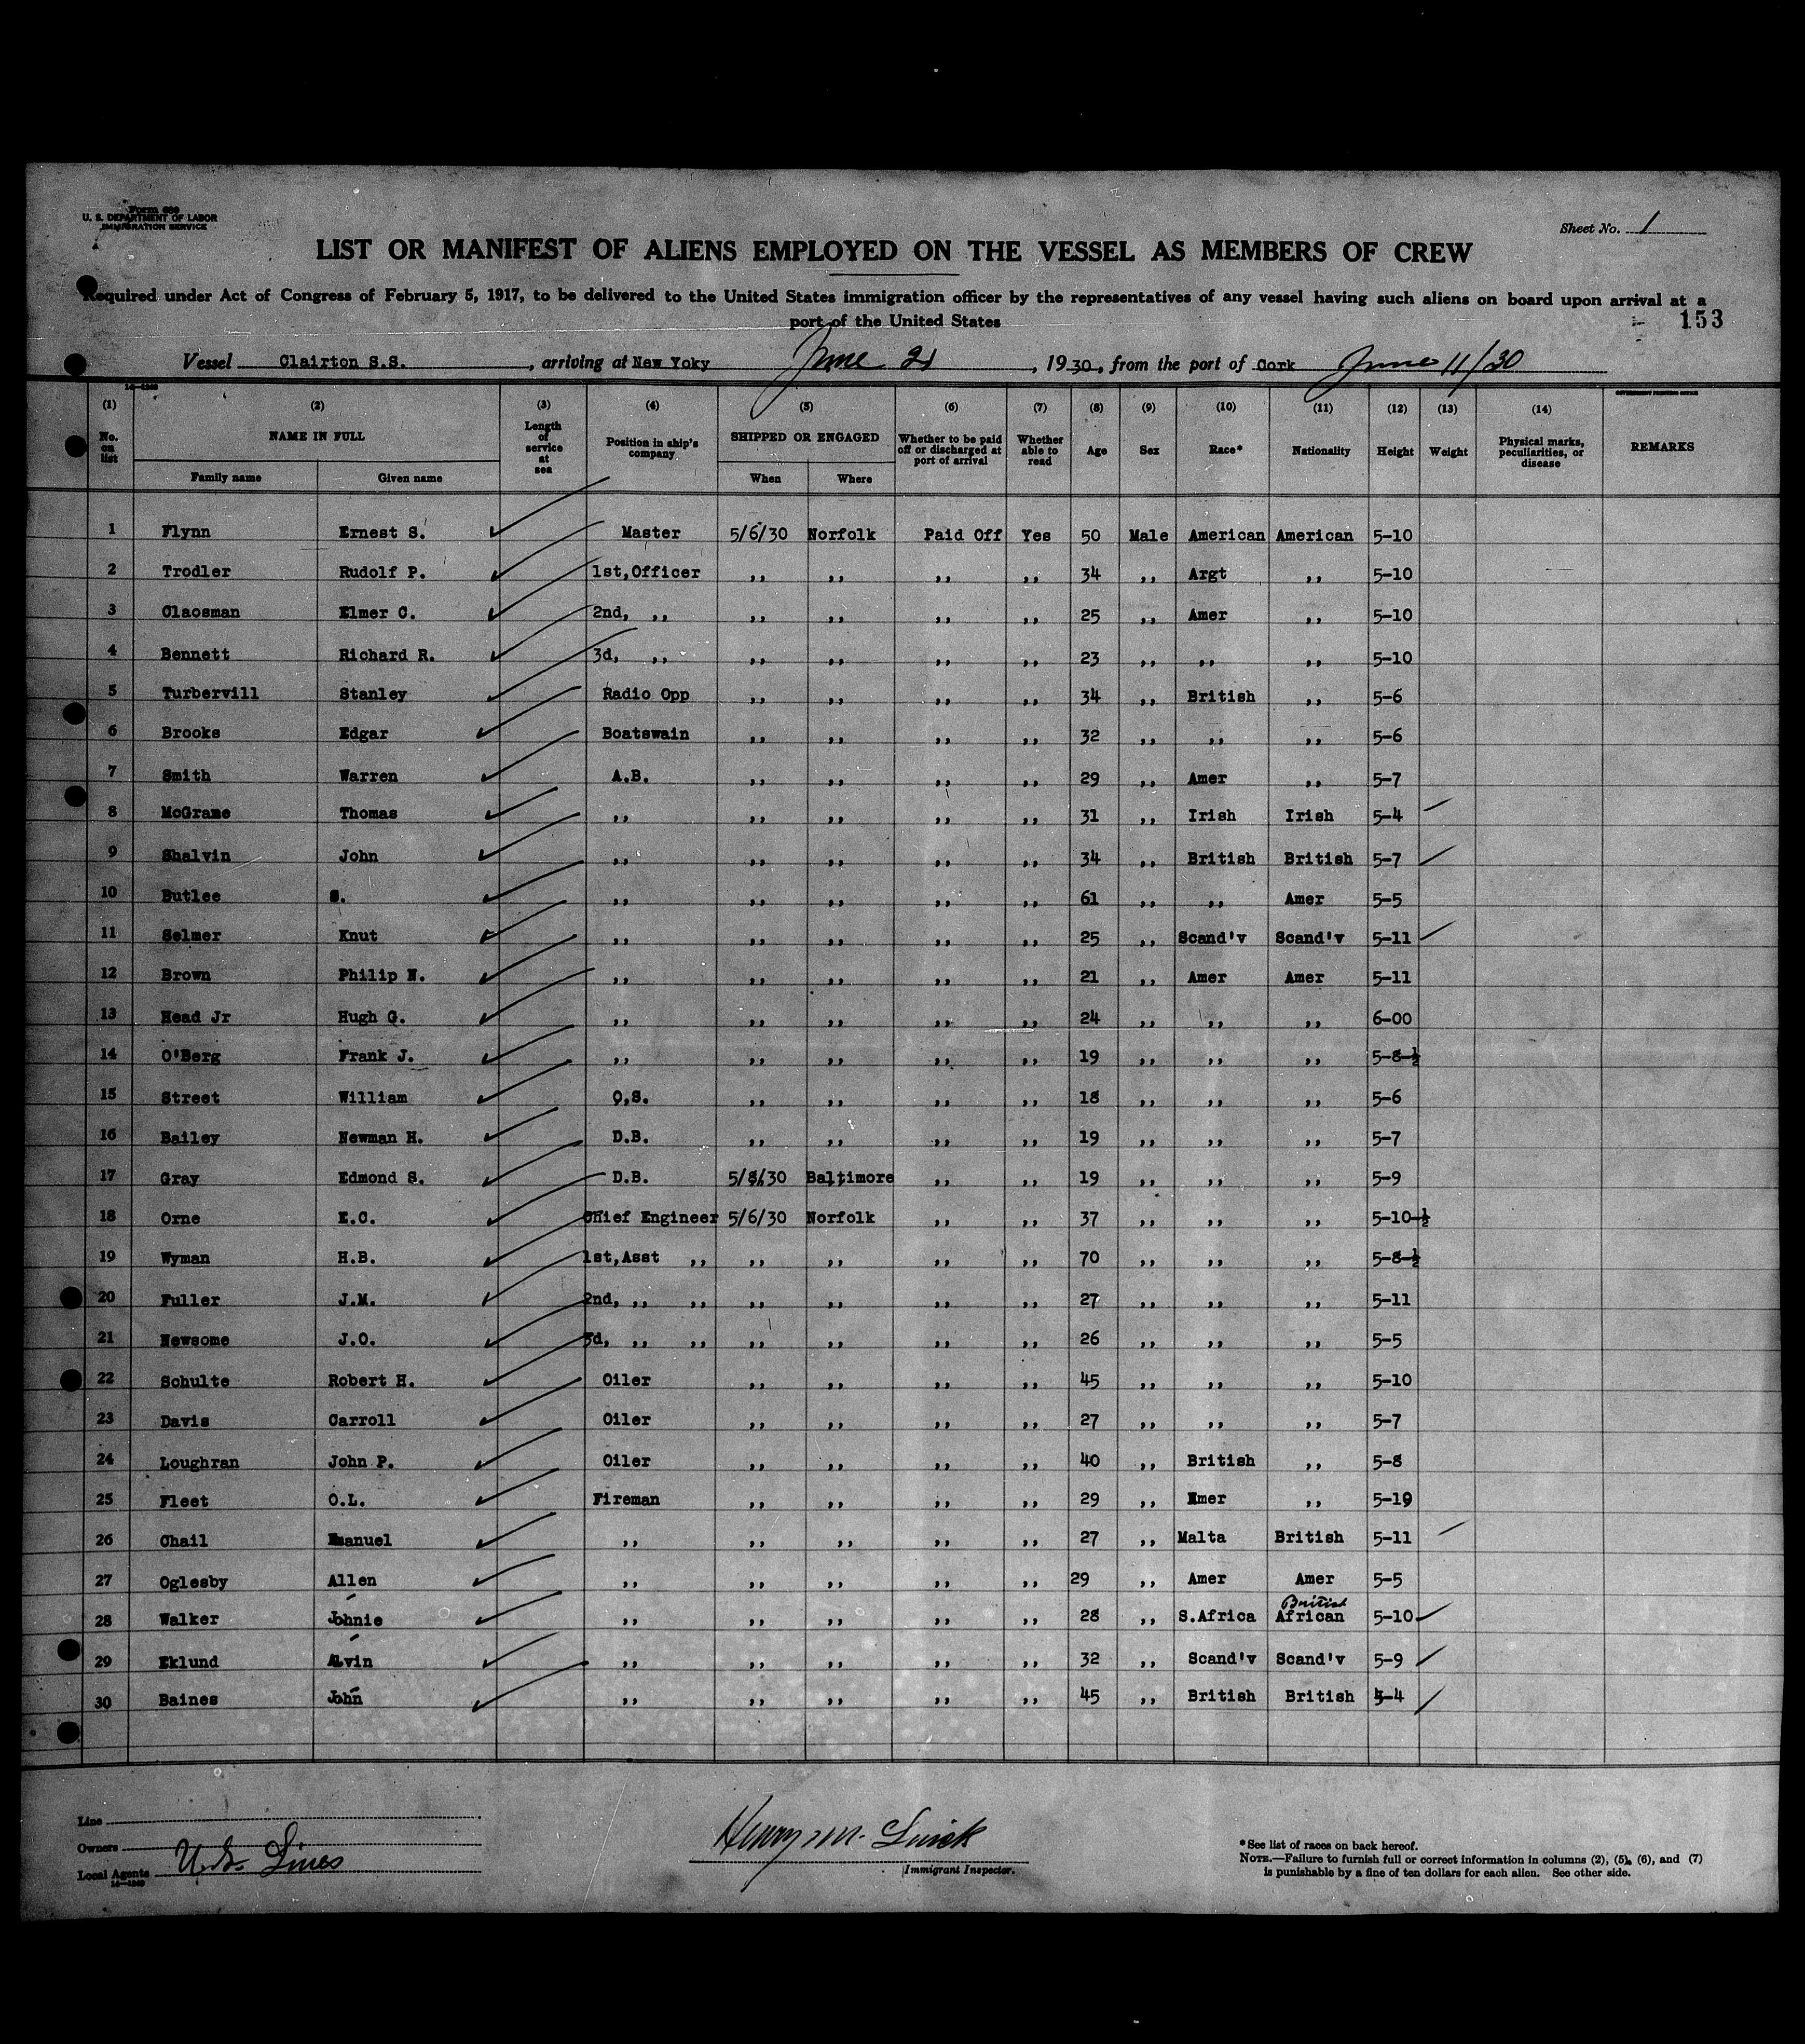 Form 689
U. S. DEPARTMENT OF LABOR
IMMIGRATION SERVICE
Sheet No. 1
LIST OR MANIFEST OF ALIENS EMPLOYED ON THE VESSEL AS MEMBERS OF CREW
Required under Act of Congress of February 5, 1917, to be delivered to the United States immigration officer by the representatives of any vessel having such aliens on board upon arrival at a
port of the United States
153
Vessel Clairton S.S. , arriving at New Yoky June 21 , 1930, from the port of Cork June 11/30
14-1249
GOVERNMENT PRINTING OFFICE
(1) (2) (3) (4) (5) (6) (7) (8) (9) (10) (11) (12) (13) (14)
No. on list NAME IN FULL Length of service at sea Position in ship's company SHIPPED OR ENGAGED Whether to be paid off or discharged at port of arrival Whether able to read Age Sex Race* Nationality Height Weight Physical marks, peculiarities, or disease REMARKS
Family name Given name When Where
1 Flynn Ernest S. Master 5/6/30 Norfolk Paid Off Yes 50 Male American American 5-10
2 Trodler Rudolf P. 1st,Officer ,, ,, ,, ,, 34 ,, Argt ,, 5-10
3 Claosman Elmer C. 2nd, ,, ,, ,, ,, ,, 25 ,, Amer ,, 5-10
4 Bennett Richard R. 3d, ,, ,, ,, ,, ,, 23 ,, ,, ,, 5-10
5 Turbervill Stanley Radio Opp ,, ,, ,, ,, 34 ,, British ,, 5-6
6 Brooks Edgar Boatswain ,, ,, ,, ,, 32 ,, ,, ,, 5-6
7 Smith Warren A.B. ,, ,, ,, ,, 29 ,, Amer ,, 5-7
8 McGrame Thomas ,, ,, ,, ,, ,, 31 ,, Irish Irish 5-4
9 Shalvin John ,, ,, ,, ,, ,, 34 ,, British British 5-7
10 Butlee S. ,, ,, ,, ,, ,, 61 ,, ,, Amer 5-5
11 Selmer Knut ,, ,, ,, ,, ,, 25 ,, Scand'v Scand'v 5-11
12 Brown Philip N. ,, ,, ,, ,, ,, 21 ,, Amer Amer 5-11
13 Head Jr Hugh G. ,, ,, ,, ,, ,, 24 ,, ,, ,, 6-00
14 O'Berg Frank J. ,, ,, ,, ,, ,, 19 ,, ,, ,, 5-8-½
15 Street William O,S. ,, ,, ,, ,, 18 ,, ,, ,, 5-6
16 Bailey Newman H. D.B. ,, ,, ,, ,, 19 ,, ,, ,, 5-7
17 Gray Edmond S. D.B. 5/8/30 Baltimore ,, ,, 19 ,, ,, ,, 5-9
18 Orne E.C. Chief Engineer 5/6/30 Norfolk ,, ,, 37 ,, ,, ,, 5-10-½
19 Wyman H.B. 1st,Asst ,, ,, ,, ,, ,, 70 ,, ,, ,, 5-8-½
20 Fuller J.M. 2nd, ,, ,, ,, ,, ,, ,, 27 ,, ,, ,, 5-11
21 Newsome J.O. 3d, ,, ,, ,, ,, ,, ,, 26 ,, ,, ,, 5-5
22 Schulte Robert H. Oiler ,, ,, ,, ,, 45 ,, ,, ,, 5-10
23 Davis Carroll Oiler ,, ,, ,, ,, 27 ,, ,, ,, 5-7
24 Loughran John P. Oiler ,, ,, ,, ,, 40 ,, British ,, 5-8
25 Fleet O.L. Fireman ,, ,, ,, ,, 29 ,, Amer ,, 5-10
26 Chail Emanuel ,, ,, ,, ,, ,, 27 ,, Malta British 5-11
27 Oglesby Allen ,, ,, ,, ,, ,, 29 ,, Amer Amer 5-5
British
28 Walker Johnie ,, ,, ,, ,, ,, 28 ,, S.Africa African 5-10
29 Eklund Alvin ,, ,, ,, ,, ,, 32 ,, Scand'v Scand'v 5-9
30 Baines John ,, ,, ,, ,, ,, 45 ,, British British 5-4
Line
Owners
Local Agents U.S. Lines
14-1249
Henry M.
Immigrant Inspector.
*See list of races on back hereof.
NOTE.—Failure to furnish full or correct information in columns (2), (5), (6), and (7)
is punishable by a fine of ten dollars for each alien. See other side.